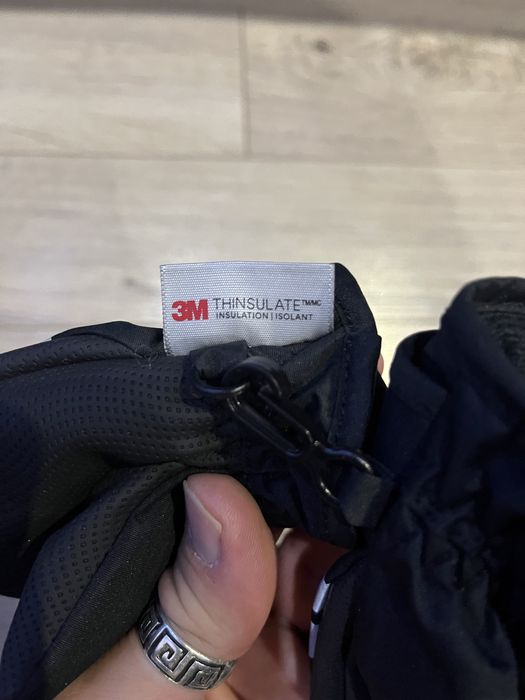 3M THINSULATE™/MC
INSULATION | ISOLANT